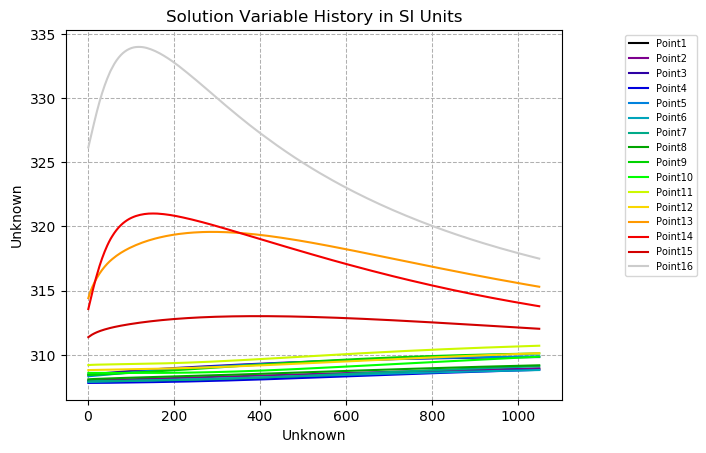 Solution Variable History in SI Units
335
330
325
320
315
310
Unknown
0
200
400
600
800
1000
Unknown
Point1
Point2
Point3
Point4
Point5
Point6
Point7
Point8
Point9
Point10
Point11
Point12
Point13
Point14
Point15
Point16